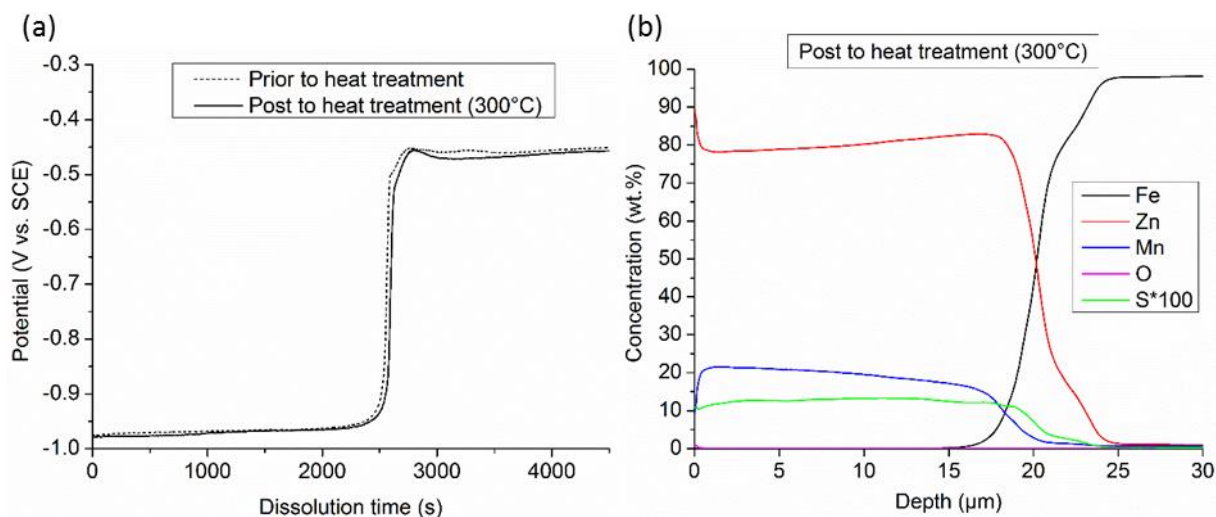 (a)
Prior to heat treatment
Post to heat treatment (300°C)
Potential (V vs. SCE)
-0.3
-0.4
-0.5
-0.6
-0.7
-0.8
-0.9
-1.0
0
1000
2000
3000
4000
Dissolution time (s)
(b)
Post to heat treatment (300°C)
Concentration (wt.%)
100
90
80
70
60
50
40
30
20
10
0
Fe
Zn
Mn
O
S*100
0
5
10
15
20
25
30
Depth (µm)